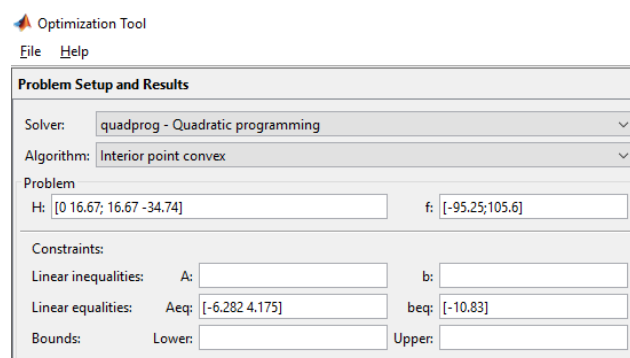 Optimization Tool
File Help
Problem Setup and Results
Solver: quadprog - Quadratic programming
Algorithm: Interior point convex
Problem
H: [0 16.67; 16.67 -34.74] f: [-95.25;105.6]
Constraints:
Linear inequalities: A: b:
Linear equalities: Aeq: [-6.282 4.175] beq: [-10.83]
Bounds: Lower: Upper: